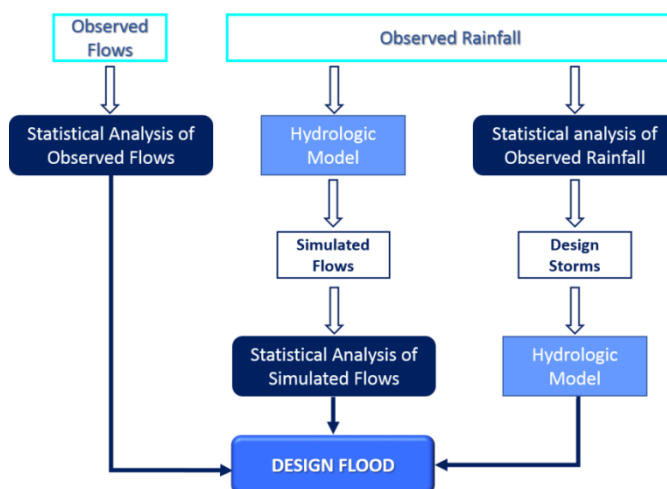 Observed
Flows
Observed Rainfall
Statistical Analysis of
Observed Flows
Hydrologic
Model
Statistical analysis of
Observed Rainfall
Simulated
Flows
Design
Storms
Statistical Analysis of
Simulated Flows
Hydrologic
Model
DESIGN FLOOD